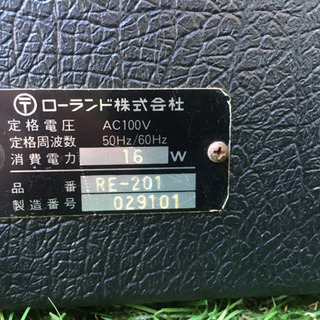 〶 ローランド株式会社
定格電圧 AC100V
定格周波数 50Hz/60Hz
消費電力 16 W
品番 RE-201
製造番号 029101